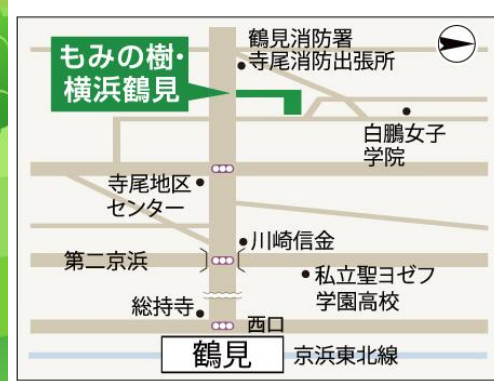 鶴見消防署
寺尾消防出張所
もみの樹・
横浜鶴見
白鵬女子
学院
寺尾地区
センター
川崎信金
第二京浜
私立聖ヨゼフ
学園高校
総持寺
西口
鶴見
京浜東北線